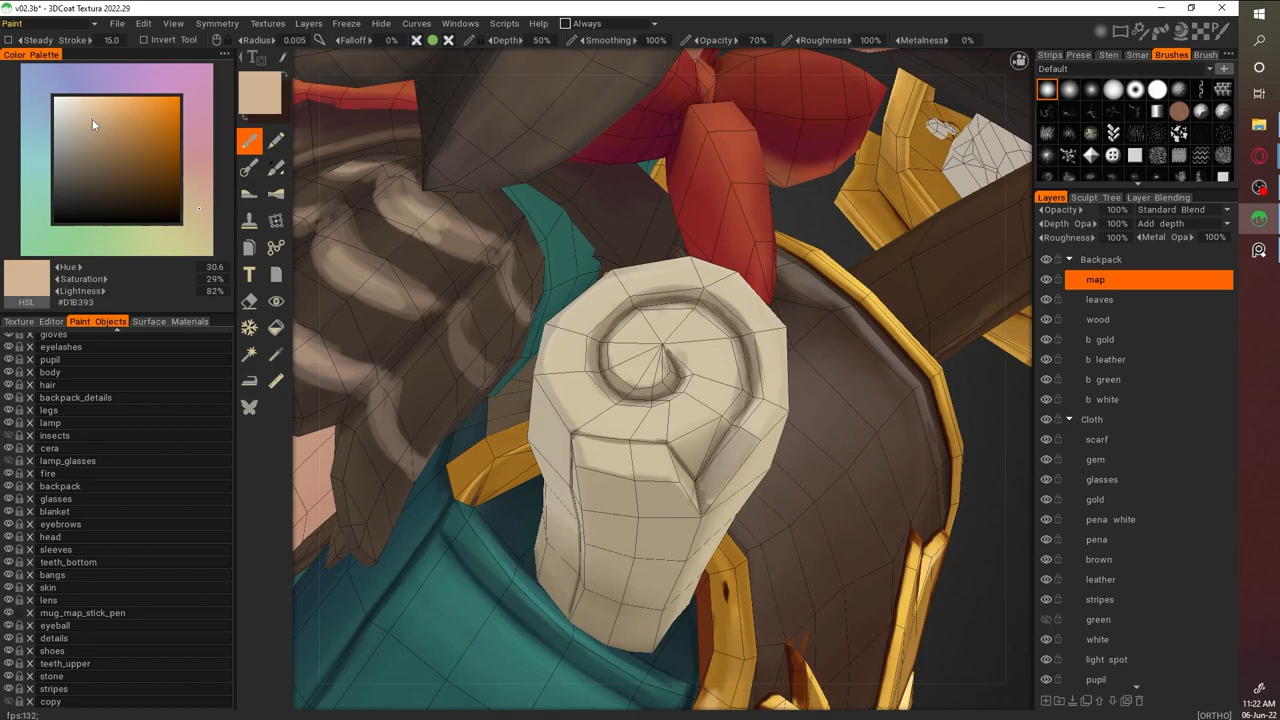 v02.3b* - 3DCoat Textura 2022.29
Paint File Edit View Symmetry Textures Layers Freeze Hide Curves Windows Scripts Help Always
Steady Stroke 15.0 Invert Tool Radius 0.005 Falloff 0% Depth 50% Smoothing 100% Opacity 70% Roughness 100% Metalness 0%
Color Palette
Hue 30.6
Saturation 29%
Lightness 82%
HSL #D1B393
Texture Editor Paint Objects Surface Materials
gloves
eyelashes
pupil
body
hair
backpack_details
legs
lamp
insects
cera
lamp_glasses
fire
backpack
glasses
blanket
eyebrows
head
sleeves
teeth_bottom
bangs
skin
lens
mug_map_stick_pen
eyeball
details
shoes
teeth_upper
stone
stripes
copy
fps:132;
Strips Prese Sten Smar Brushes Brush
Default
Layers Sculpt Tree Layer Blending
Opacity 100% Standard Blend
Depth Opa 100% Add depth
Roughness 100% Metal Opa 100%
Backpack
map
leaves
wood
b gold
b leather
b green
b white
Cloth
scarf
gem
glasses
gold
pena white
pena
brown
leather
stripes
green
white
light spot
pupil
[ORTHO]
11:22 AM
06-Jun-22